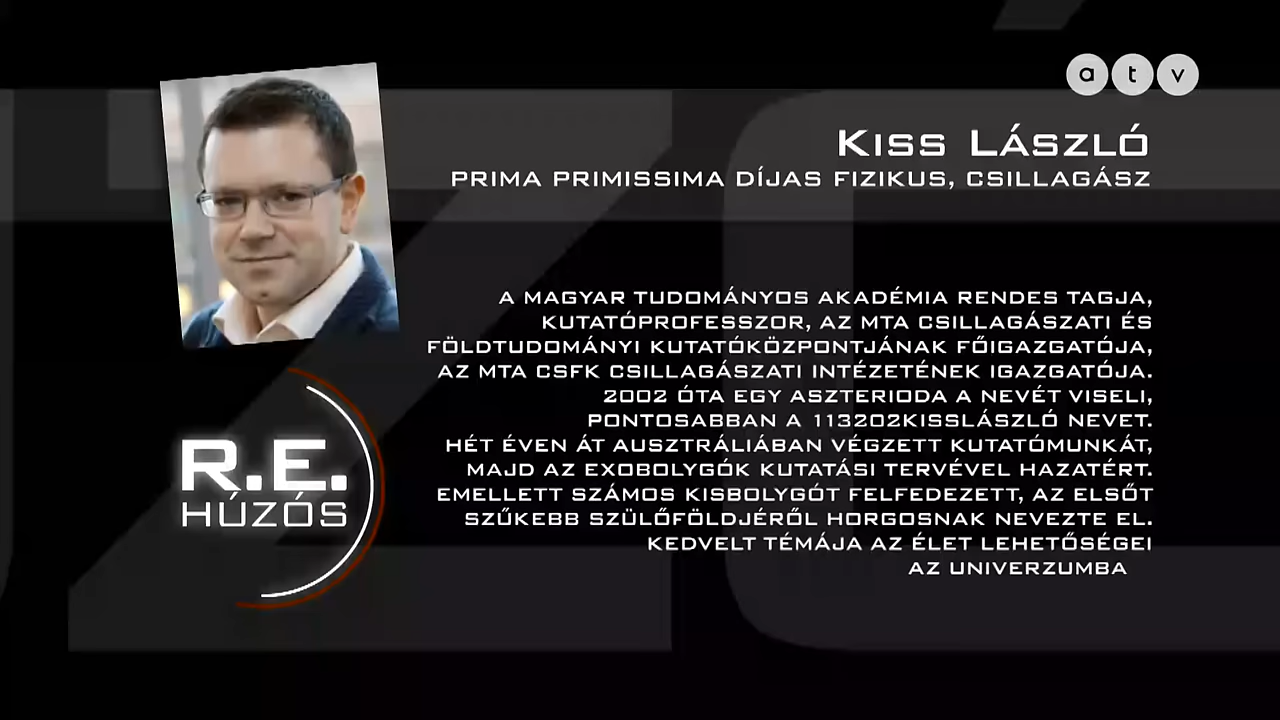 atv
Kiss László
PRIMA PRIMISSIMA DÍJAS FIZIKUS, CSILLAGÁSZ
A MAGYAR TUDOMÁNYOS AKADÉMIA RENDES TAGJA,
KUTATÓPROFESSZOR, AZ MTA CSILLAGÁSZATI ÉS
FÖLDTUDOMÁNYI KUTATÓKÖZPONTJÁNAK FŐIGAZGATÓJA,
AZ MTA CSFK CSILLAGÁSZATI INTÉZETÉNEK IGAZGATÓJA.
2002 ÓTA EGY ASZTERIODA A NEVÉT VISELI,
PONTOSABBAN A 113202KISSLÁSZLÓ NEVET.
HÉT ÉVEN ÁT AUSZTRÁLIÁBAN VÉGZETT KUTATÓMUNKÁT,
MAJD AZ EXOBOLYGÓK KUTATÁSI TERVÉVEL HAZATÉRT.
EMELLETT SZÁMOS KISBOLYGÓT FELFEDEZETT, AZ ELSŐT
SZŰKEBB SZÜLŐFÖLDJÉRŐL HORGOSNAK NEVEZTE EL.
KEDVELT TÉMÁJA AZ ÉLET LEHETŐSÉGEI
AZ UNIVERZUMBA
R.E.
HÚZÓS